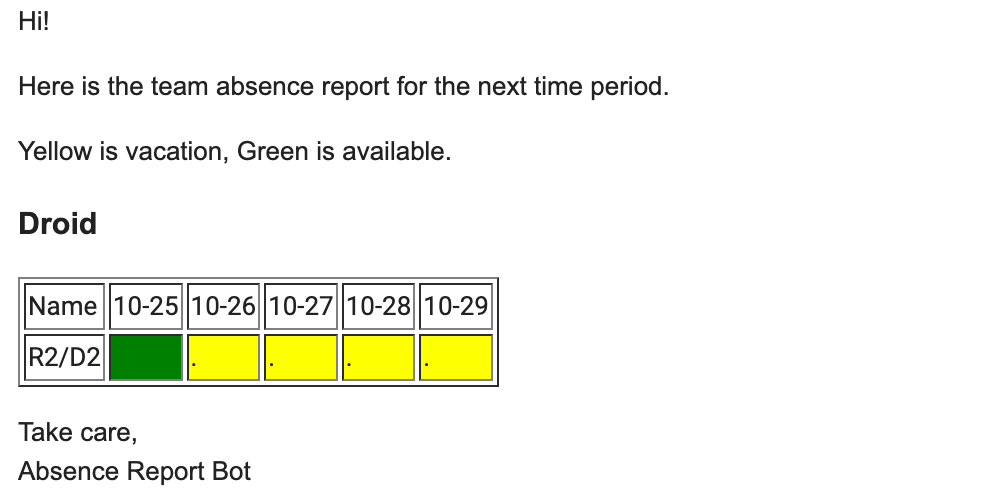 Hi!
Here is the team absence report for the next time period.
Yellow is vacation, Green is available.
Droid
Name 10-25 10-26 10-27 10-28 10-29
R2/D2 . . . .
Take care,
Absence Report Bot